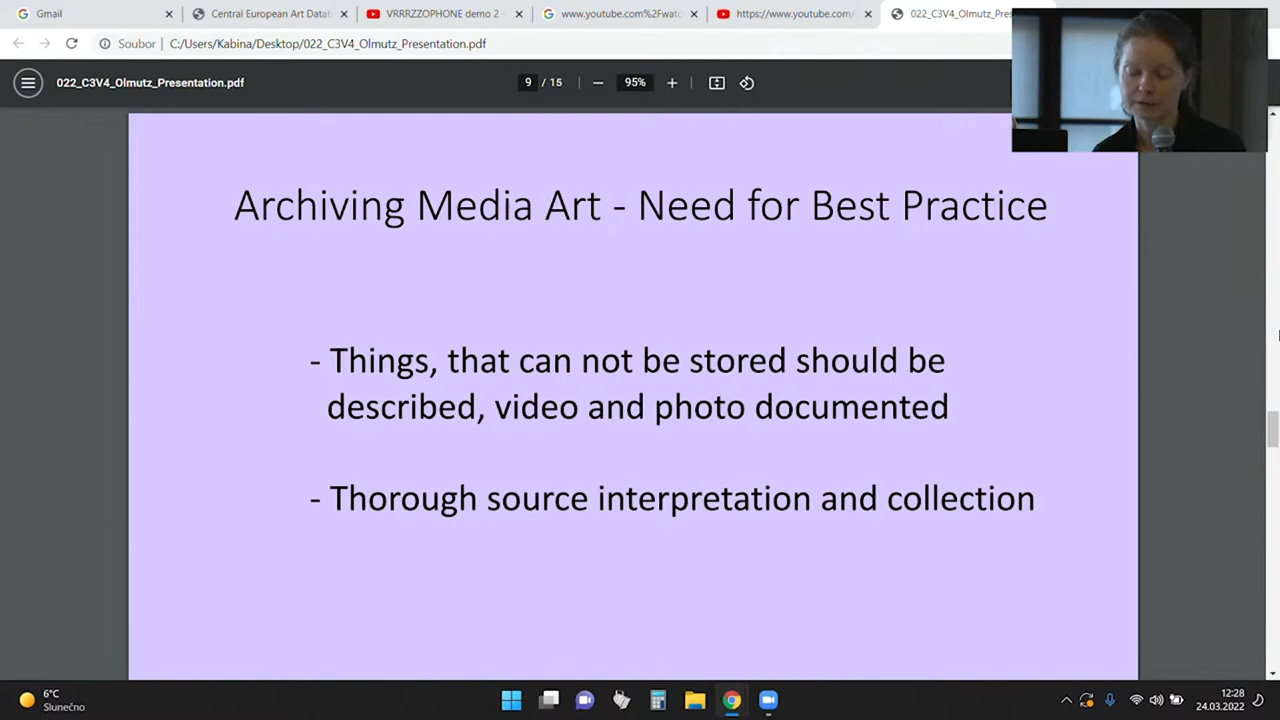 Gmail
Central European Art Datab
VRRRZZOPHONE demo 2 -
www.youtube.com%2Fwatc
https://www.youtube.com/
022_C3V4_Olmutz_Pres
Soubor | C:/Users/Kabina/Desktop/022_C3V4_Olmutz_Presentation.pdf
022_C3V4_Olmutz_Presentation.pdf
9 / 15
95%
Archiving Media Art - Need for Best Practice
- Things, that can not be stored should be
described, video and photo documented
- Thorough source interpretation and collection
6°C
Slunečno
12:28
24.03.2022